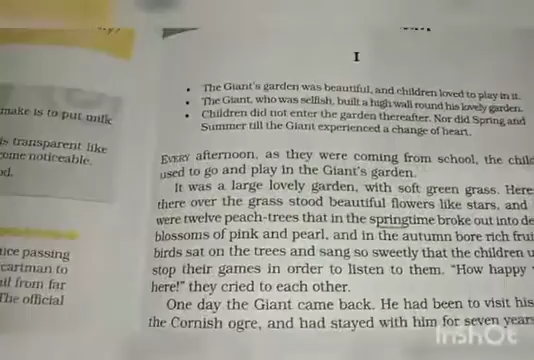 make is to put milk
is transparent like
come noticeable.
od.
nice passing
cartman to
ail from far
The official
I
• The Giant's garden was beautiful, and children loved to play in it.
• The Giant, who was selfish, built a high wall round his lovely garden.
• Children did not enter the garden thereafter. Nor did Spring and
Summer till the Giant experienced a change of heart.
EVERY afternoon, as they were coming from school, the chil
used to go and play in the Giant's garden.
It was a large lovely garden, with soft green grass. Here
there over the grass stood beautiful flowers like stars, and
were twelve peach-trees that in the springtime broke out into de
blossoms of pink and pearl, and in the autumn bore rich frui
birds sat on the trees and sang so sweetly that the children u
stop their games in order to listen to them. "How happy
here!" they cried to each other.
One day the Giant came back. He had been to visit his
the Cornish ogre, and had stayed with him for seven years
InShOt